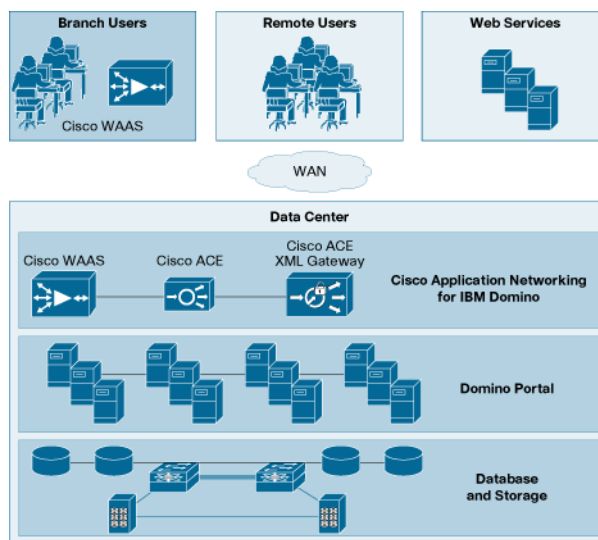 Branch Users
Cisco WAAS
Remote Users
Web Services
WAN
Data Center
Cisco WAAS
Cisco ACE
Cisco ACE
XML Gateway
Cisco Application Networking
for IBM Domino
Domino Portal
Database
and Storage